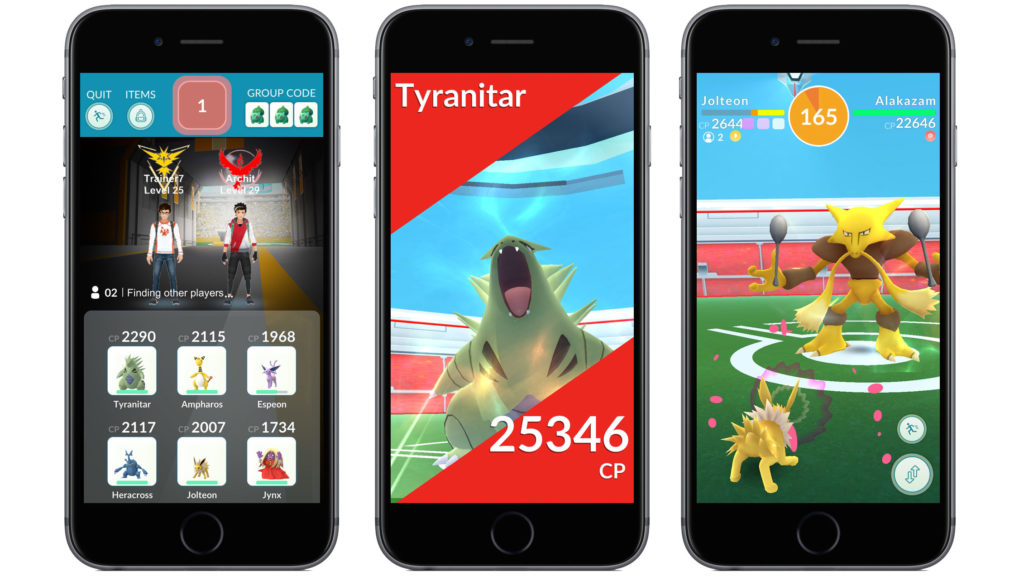 QUIT ITEMS 1 GROUP CODE
Trainer7 Archit
Level 25 Level 29
02 | Finding other players...
CP 2290 CP 2115 CP 1968
Tyranitar Ampharos Espeon
CP 2117 CP 2007 CP 1734
Heracross Jolteon Jynx
Tyranitar
25346
CP
Jolteon 165 Alakazam
CP 2644 CP 22646
2